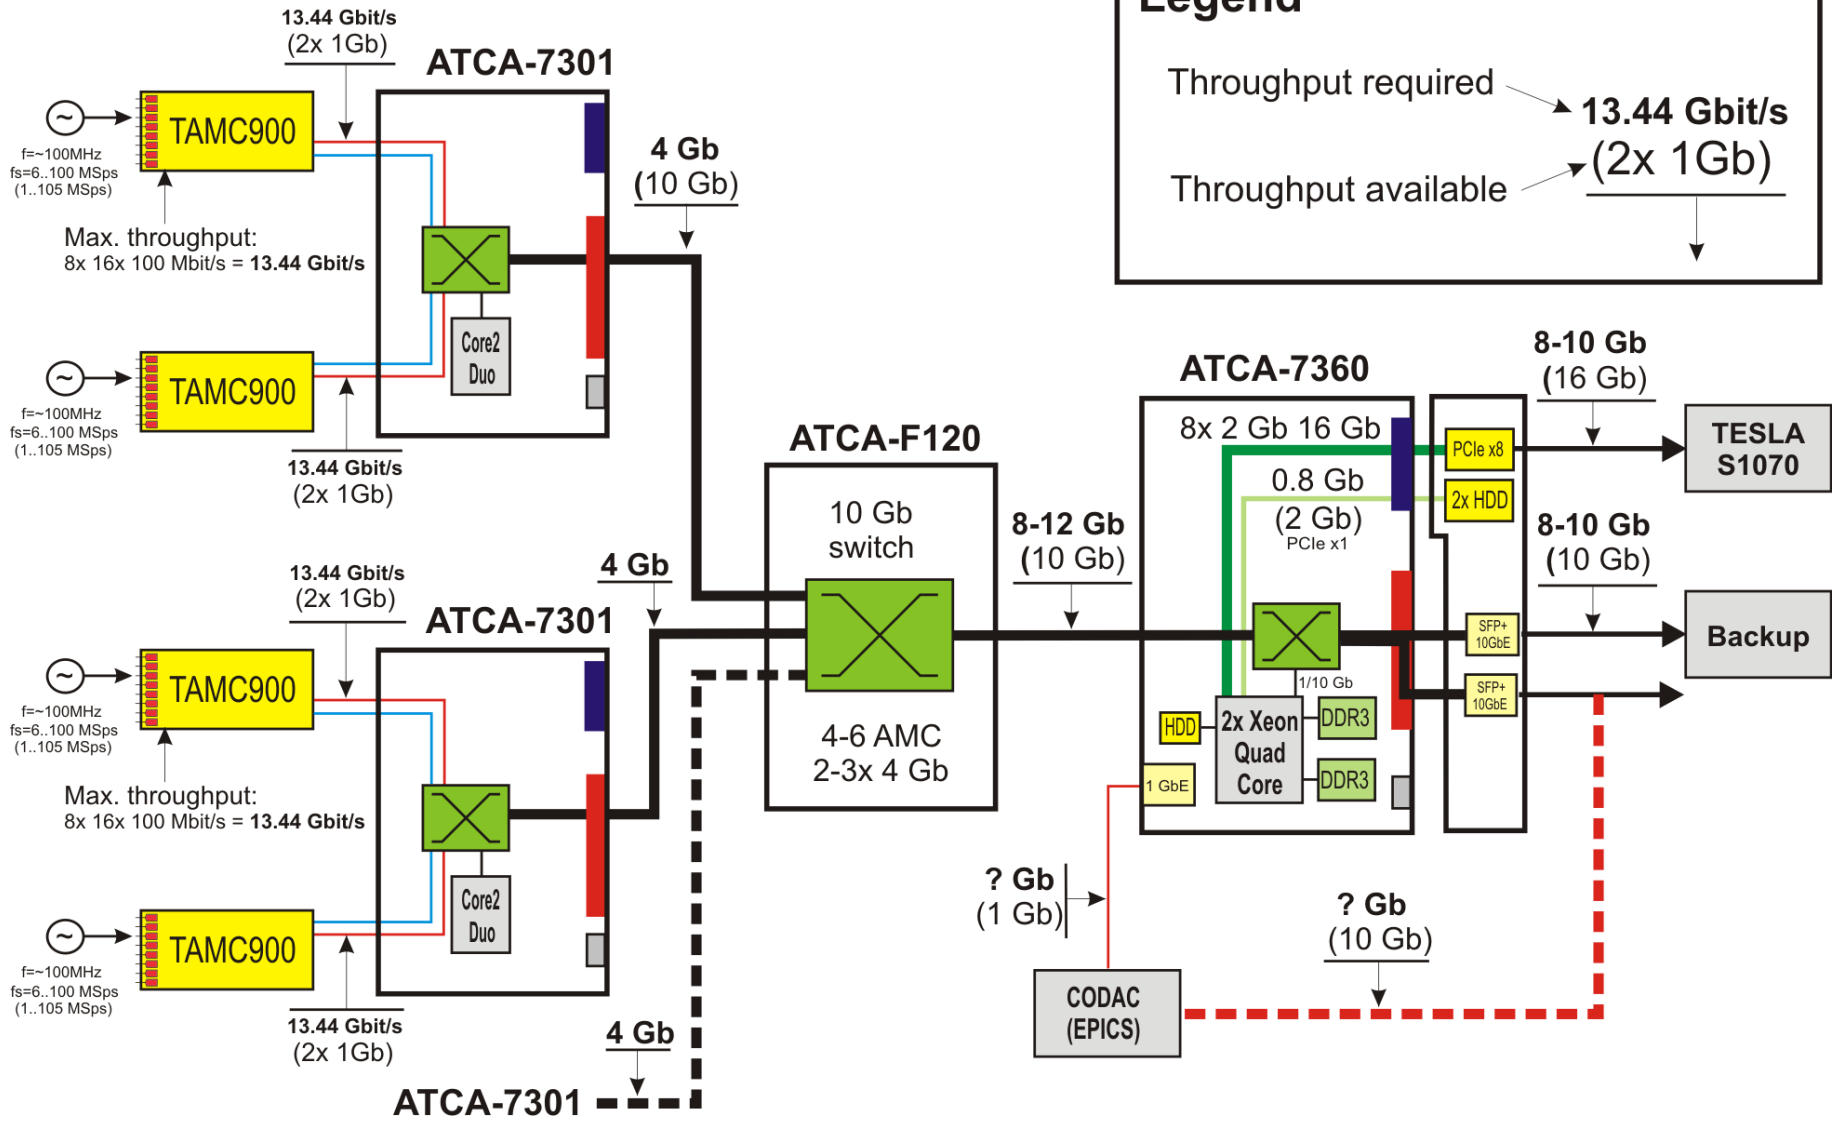 13.44 Gbit/s
(2x 1Gb)
ATCA-7301
TAMC900
f=~100MHz
fs=6..100 MSps
(1..105 MSps)
Max. throughput:
8x 16x 100 Mbit/s = 13.44 Gbit/s
Core2
Duo
TAMC900
f=~100MHz
fs=6..100 MSps
(1..105 MSps)
13.44 Gbit/s
(2x 1Gb)
4 Gb
(10 Gb)
Legend
Throughput required
13.44 Gbit/s
(2x 1Gb)
Throughput available
13.44 Gbit/s
(2x 1Gb)
ATCA-7301
TAMC900
f=~100MHz
fs=6..100 MSps
(1..105 MSps)
Max. throughput:
8x 16x 100 Mbit/s = 13.44 Gbit/s
Core2
Duo
TAMC900
f=~100MHz
fs=6..100 MSps
(1..105 MSps)
13.44 Gbit/s
(2x 1Gb)
4 Gb
4 Gb
ATCA-7301
ATCA-F120
10 Gb
switch
4-6 AMC
2-3x 4 Gb
8-12 Gb
(10 Gb)
ATCA-7360
8x 2 Gb 16 Gb
0.8 Gb
(2 Gb)
PCIe x1
1/10 Gb
HDD
2x Xeon
Quad
Core
DDR3
DDR3
1 GbE
PCIe x8
2x HDD
SFP+
10GbE
SFP+
10GbE
8-10 Gb
(16 Gb)
TESLA
S1070
8-10 Gb
(10 Gb)
Backup
? Gb
(1 Gb)
? Gb
(10 Gb)
CODAC
(EPICS)